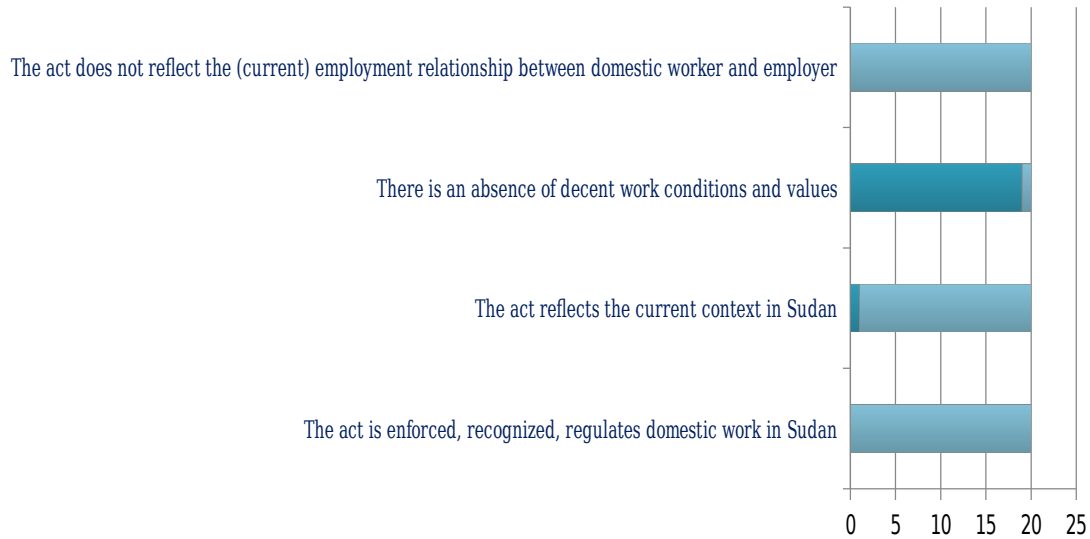 The act does not reflect the (current) employment relationship between domestic worker and employer
There is an absence of decent work conditions and values
The act reflects the current context in Sudan
The act is enforced, recognized, regulates domestic work in Sudan
0 5 10 15 20 25